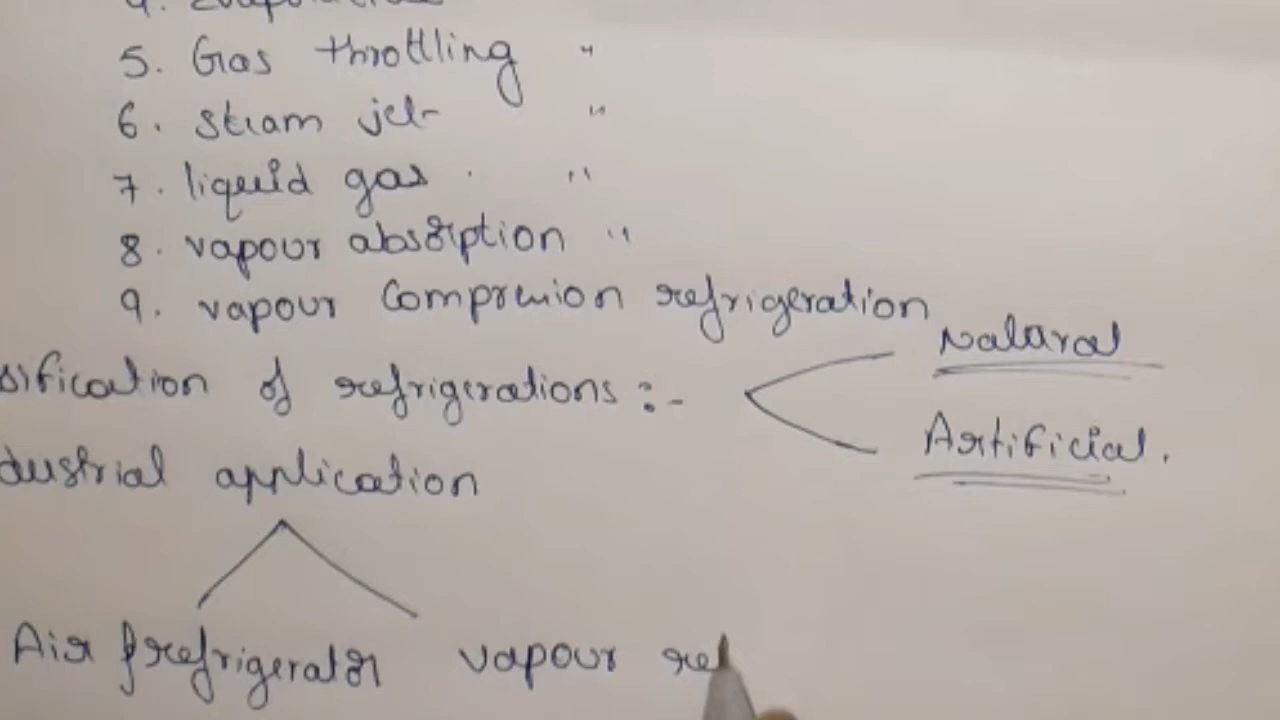 5. Gas throttling "
6. steam jet "
7. liquid gas "
8. vapour absorption "
9. vapour Compression refrigeration
sification of refrigerations :-
Natural
Artificial.
dustrial application
Air refrigerator vapour ref